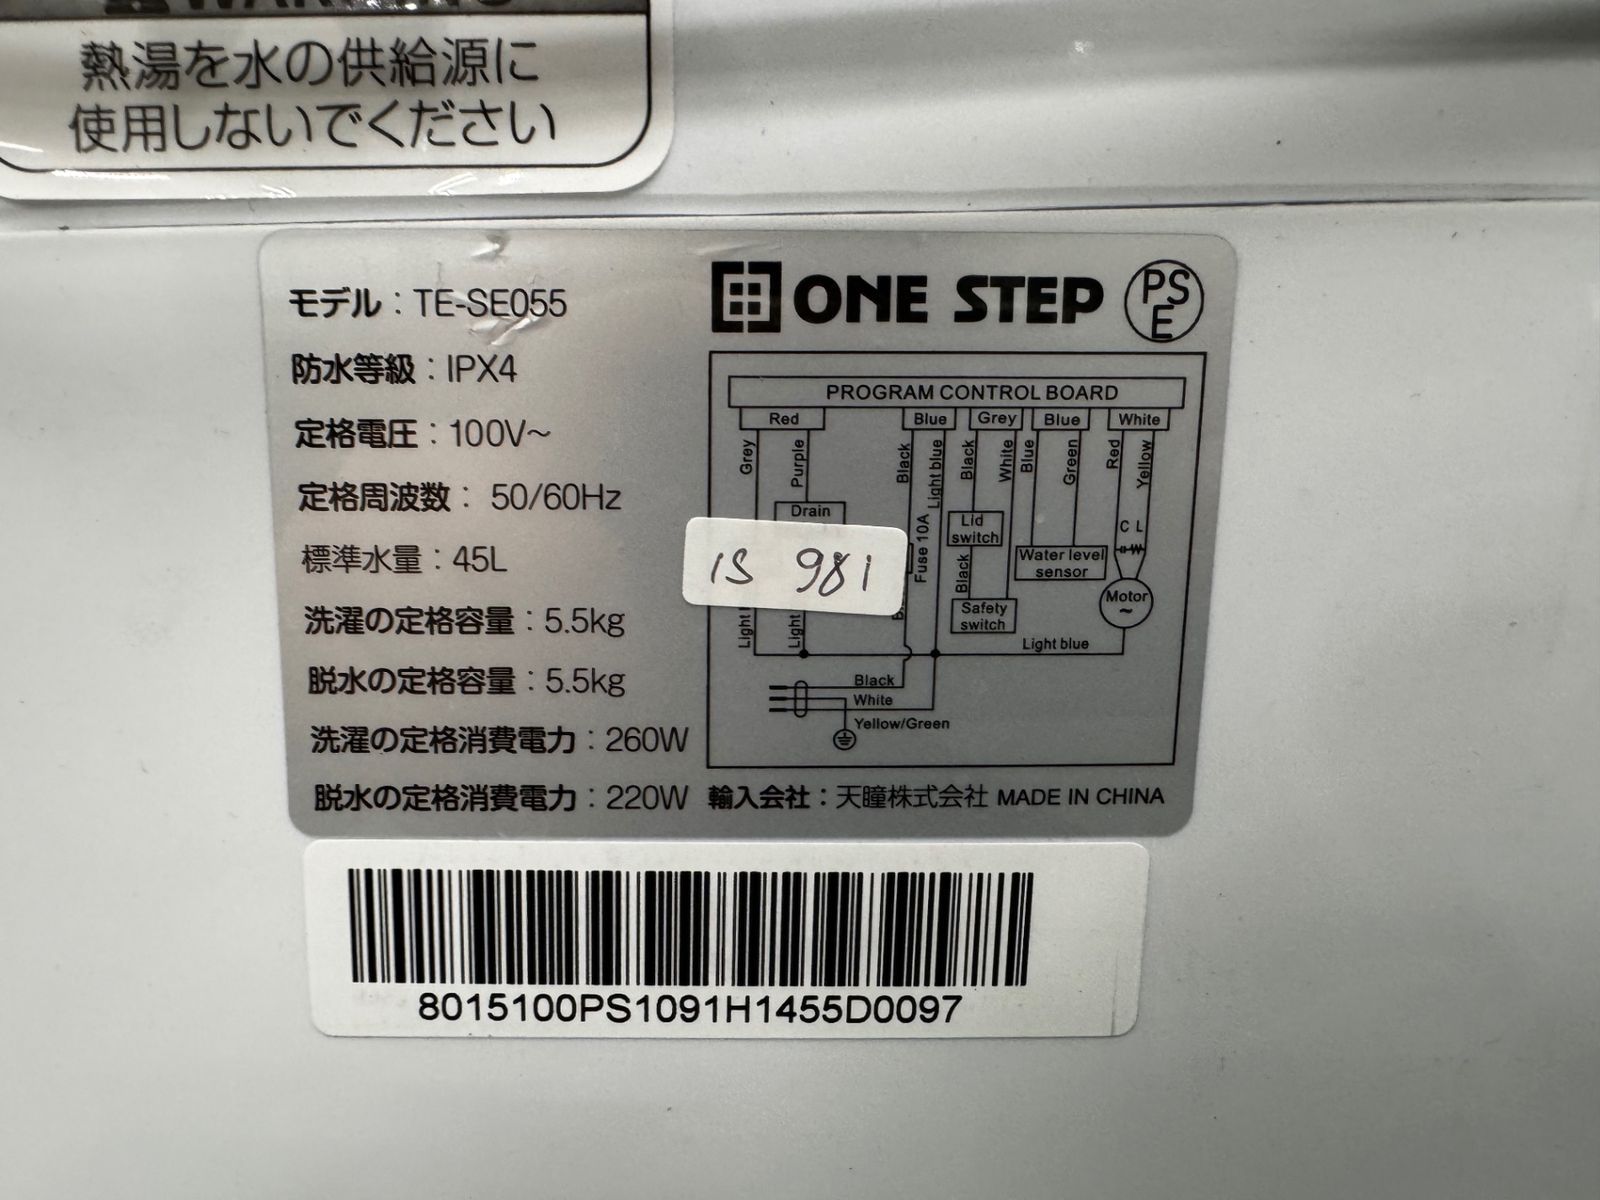 WARNING
熱湯を水の供給源に
使用しないでください
モデル：TE-SE055
防水等級：IPX4
定格電圧：100V~
定格周波数：50/60Hz
標準水量：45L
洗濯の定格容量：5.5kg
脱水の定格容量：5.5kg
洗濯の定格消費電力：260W
脱水の定格消費電力：220W
ONE STEP
PSE
PROGRAM CONTROL BOARD
Red
Blue
Grey
Blue
White
Grey
Purple
Black
Light blue
Black
White
Blue
Green
Red
Yellow
Drain
Fuse 10A
Lid
switch
Black
Water level
sensor
C L
Motor
~
Safety
switch
Light
Light
Light blue
Black
White
Yellow/Green
IS 981
輸入会社：天瞳株式会社 MADE IN CHINA
8015100PS1091H1455D0097